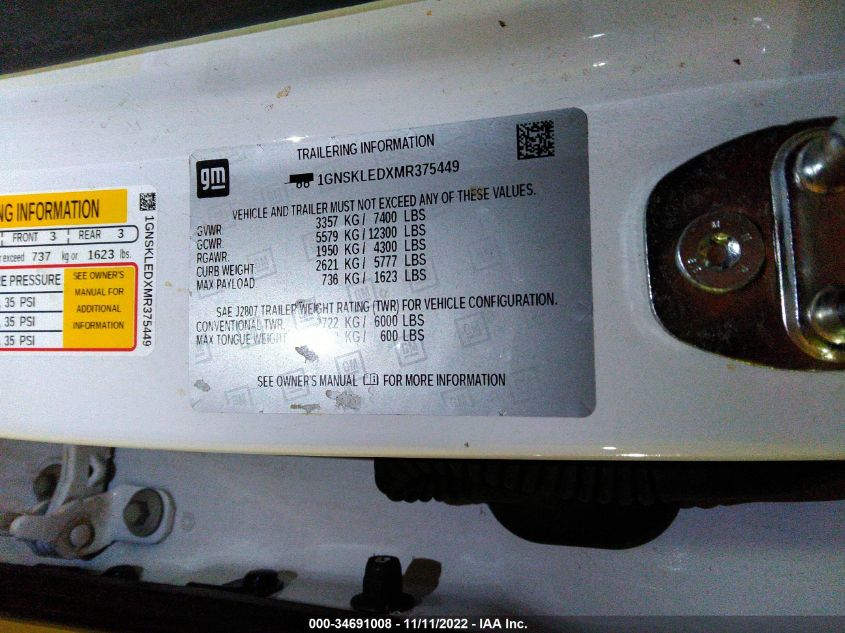 NG INFORMATION
FRONT 3 REAR 3
exceed 737 kg or 1623 lbs.
RE PRESSURE
35 PSI
35 PSI
35 PSI
SEE OWNER'S
MANUAL FOR
ADDITIONAL
INFORMATION
1GNSKLEDXMR375449
gm
TRAILERING INFORMATION
1GNSKLEDXMR375449
VEHICLE AND TRAILER MUST NOT EXCEED ANY OF THESE VALUES.
GVWR: 3357 KG/ 7400 LBS
GCWR: 5579 KG/ 12300 LBS
RGAWR: 1950 KG/ 4300 LBS
CURB WEIGHT 2621 KG/ 5777 LBS
MAX PAYLOAD 736 KG/ 1623 LBS
SAE J2807 TRAILER WEIGHT RATING (TWR) FOR VEHICLE CONFIGURATION.
CONVENTIONAL TWR. 722 KG/ 6000 LBS
MAX TONGUE WEIGHT KG/ 600 LBS
SEE OWNER'S MANUAL FOR MORE INFORMATION
000-34691008 - 11/11/2022 - IAA Inc.